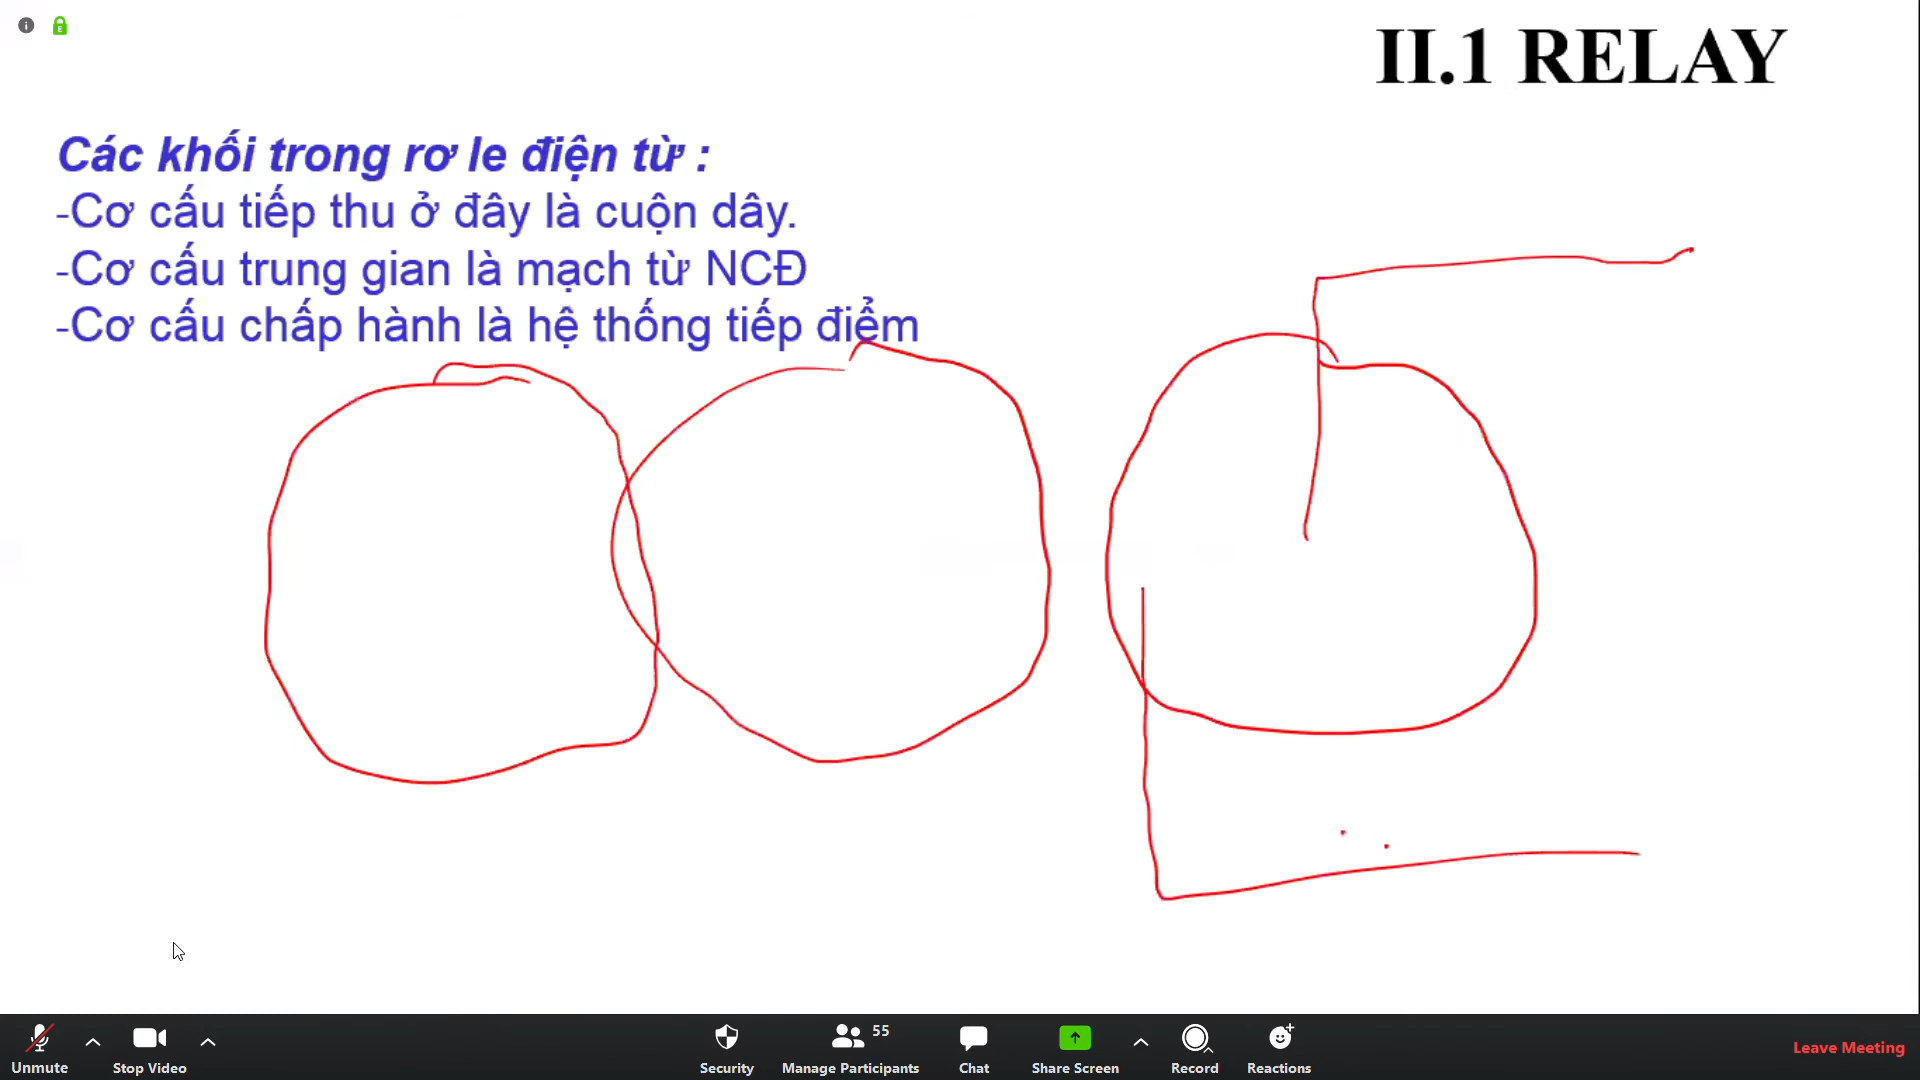 II.1 RELAY
Các khối trong rơ le điện từ :
-Cơ cấu tiếp thu ở đây là cuộn dây.
-Cơ cấu trung gian là mạch từ NCĐ
-Cơ cấu chấp hành là hệ thống tiếp điểm
Unmute
Stop Video
Security
Manage Participants
55
Chat
Share Screen
Record
Reactions
Leave Meeting